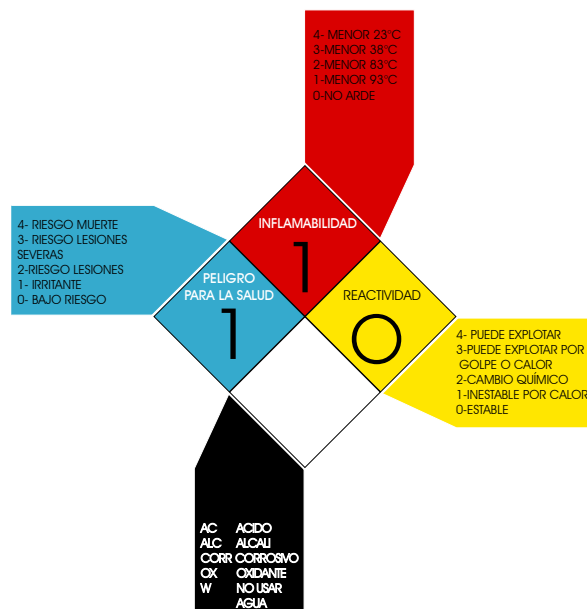 4- MENOR 23°C
3-MENOR 38°C
2-MENOR 83°C
1-MENOR 93°C
0-NO ARDE
INFLAMABILIDAD
1
4- RIESGO MUERTE
3- RIESGO LESIONES
SEVERAS
2-RIESGO LESIONES
1- IRRITANTE
0- BAJO RIESGO
PELIGRO
PARA LA SALUD
1
REACTIVIDAD
0
4- PUEDE EXPLOTAR
3-PUEDE EXPLOTAR POR
GOLPE O CALOR
2-CAMBIO QUÍMICO
1-INESTABLE POR CALOR
0-ESTABLE
AC ACIDO
ALC ALCALI
CORR CORROSIVO
OX OXIDANTE
W NO USAR
AGUA